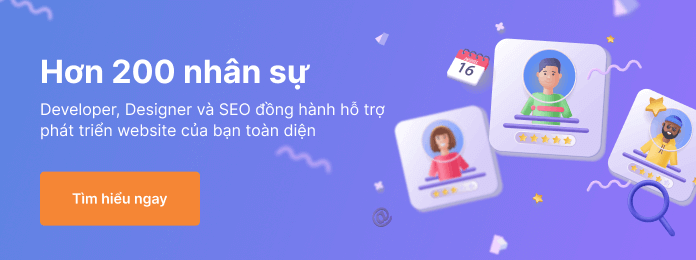 Hơn 200 nhân sự
Developer, Designer và SEO đồng hành hỗ trợ
phát triển website của bạn toàn diện
Tìm hiểu ngay
16
@